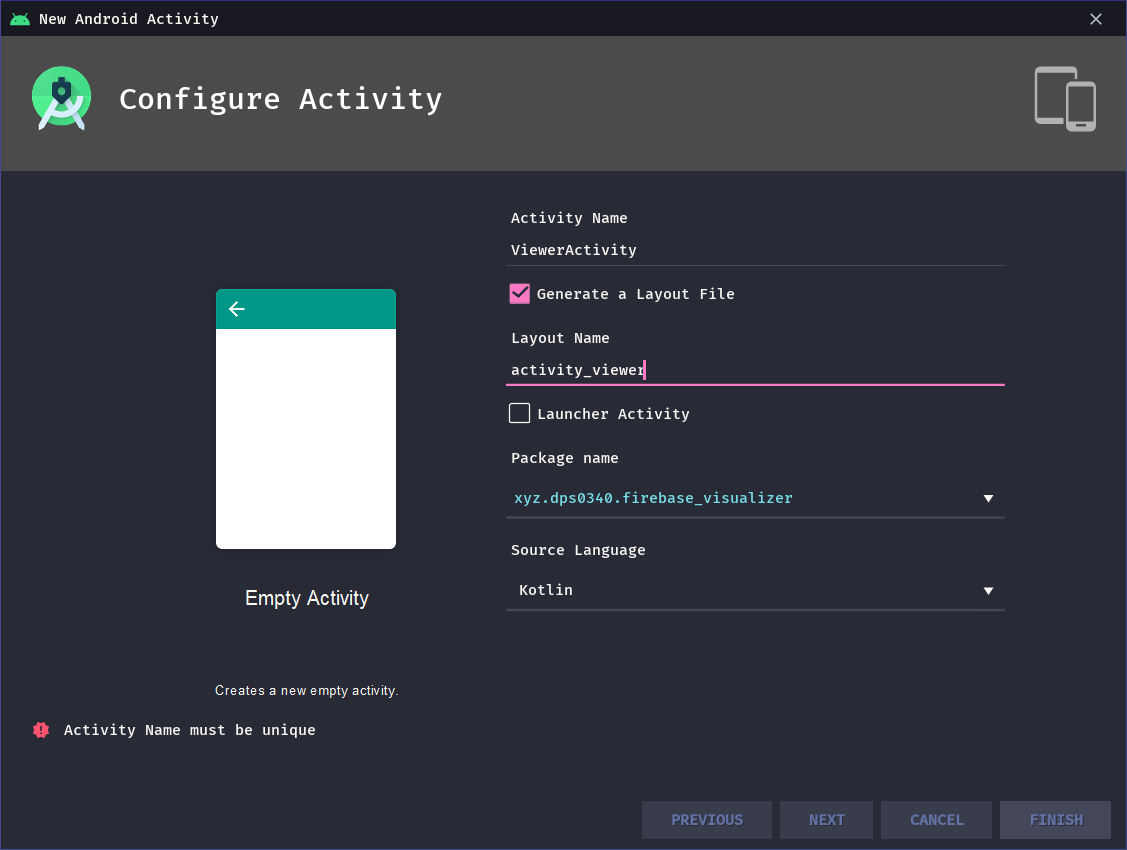 New Android Activity
Configure Activity
Activity Name
ViewerActivity
Generate a Layout File
Layout Name
activity_viewer
Launcher Activity
Package name
xyz.dps0340.firebase_visualizer
Source Language
Kotlin
Empty Activity
Creates a new empty activity.
Activity Name must be unique
PREVIOUS NEXT CANCEL FINISH